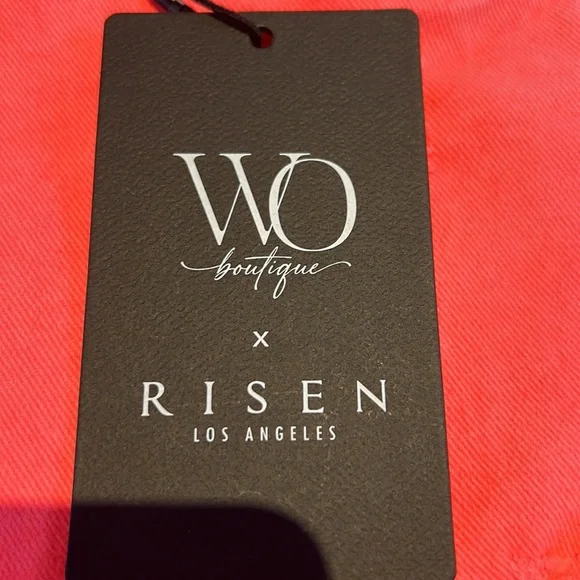 WO
boutique
x
RISEN
LOS ANGELES